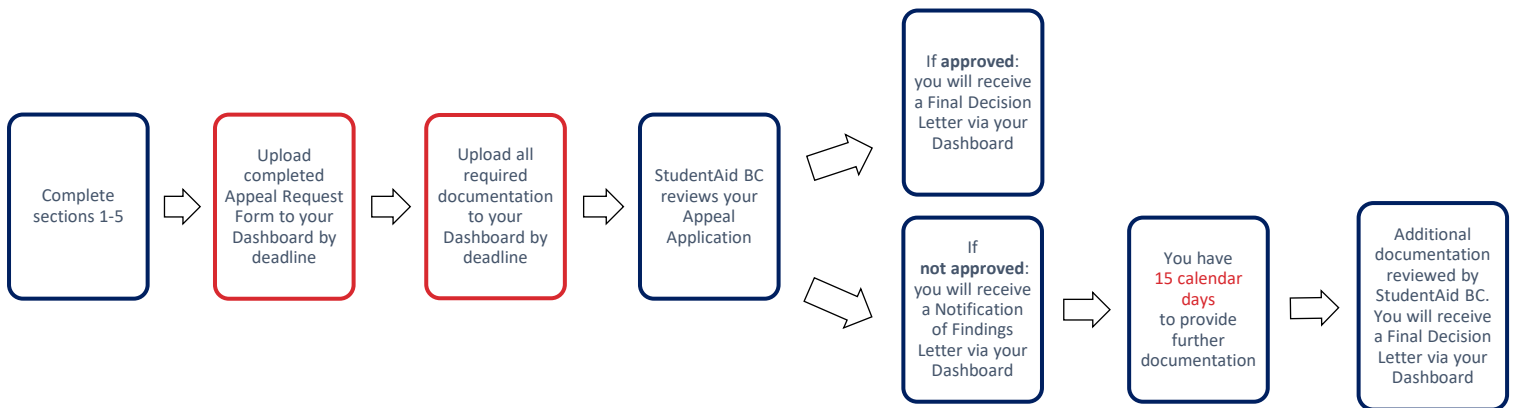 Complete
sections 1-5
Upload
completed
Appeal Request
Form to your
Dashboard by
deadline
Upload all
required
documentation
to your
Dashboard by
deadline
StudentAid BC
reviews your
Appeal
Application
If approved:
you will receive
a Final Decision
Letter via your
Dashboard
If
not approved:
you will receive
a Notification
of Findings
Letter via your
Dashboard
You have
15 calendar
days
to provide
further
documentation
Additional
documentation
reviewed by
StudentAid BC.
You will receive
a Final Decision
Letter via your
Dashboard